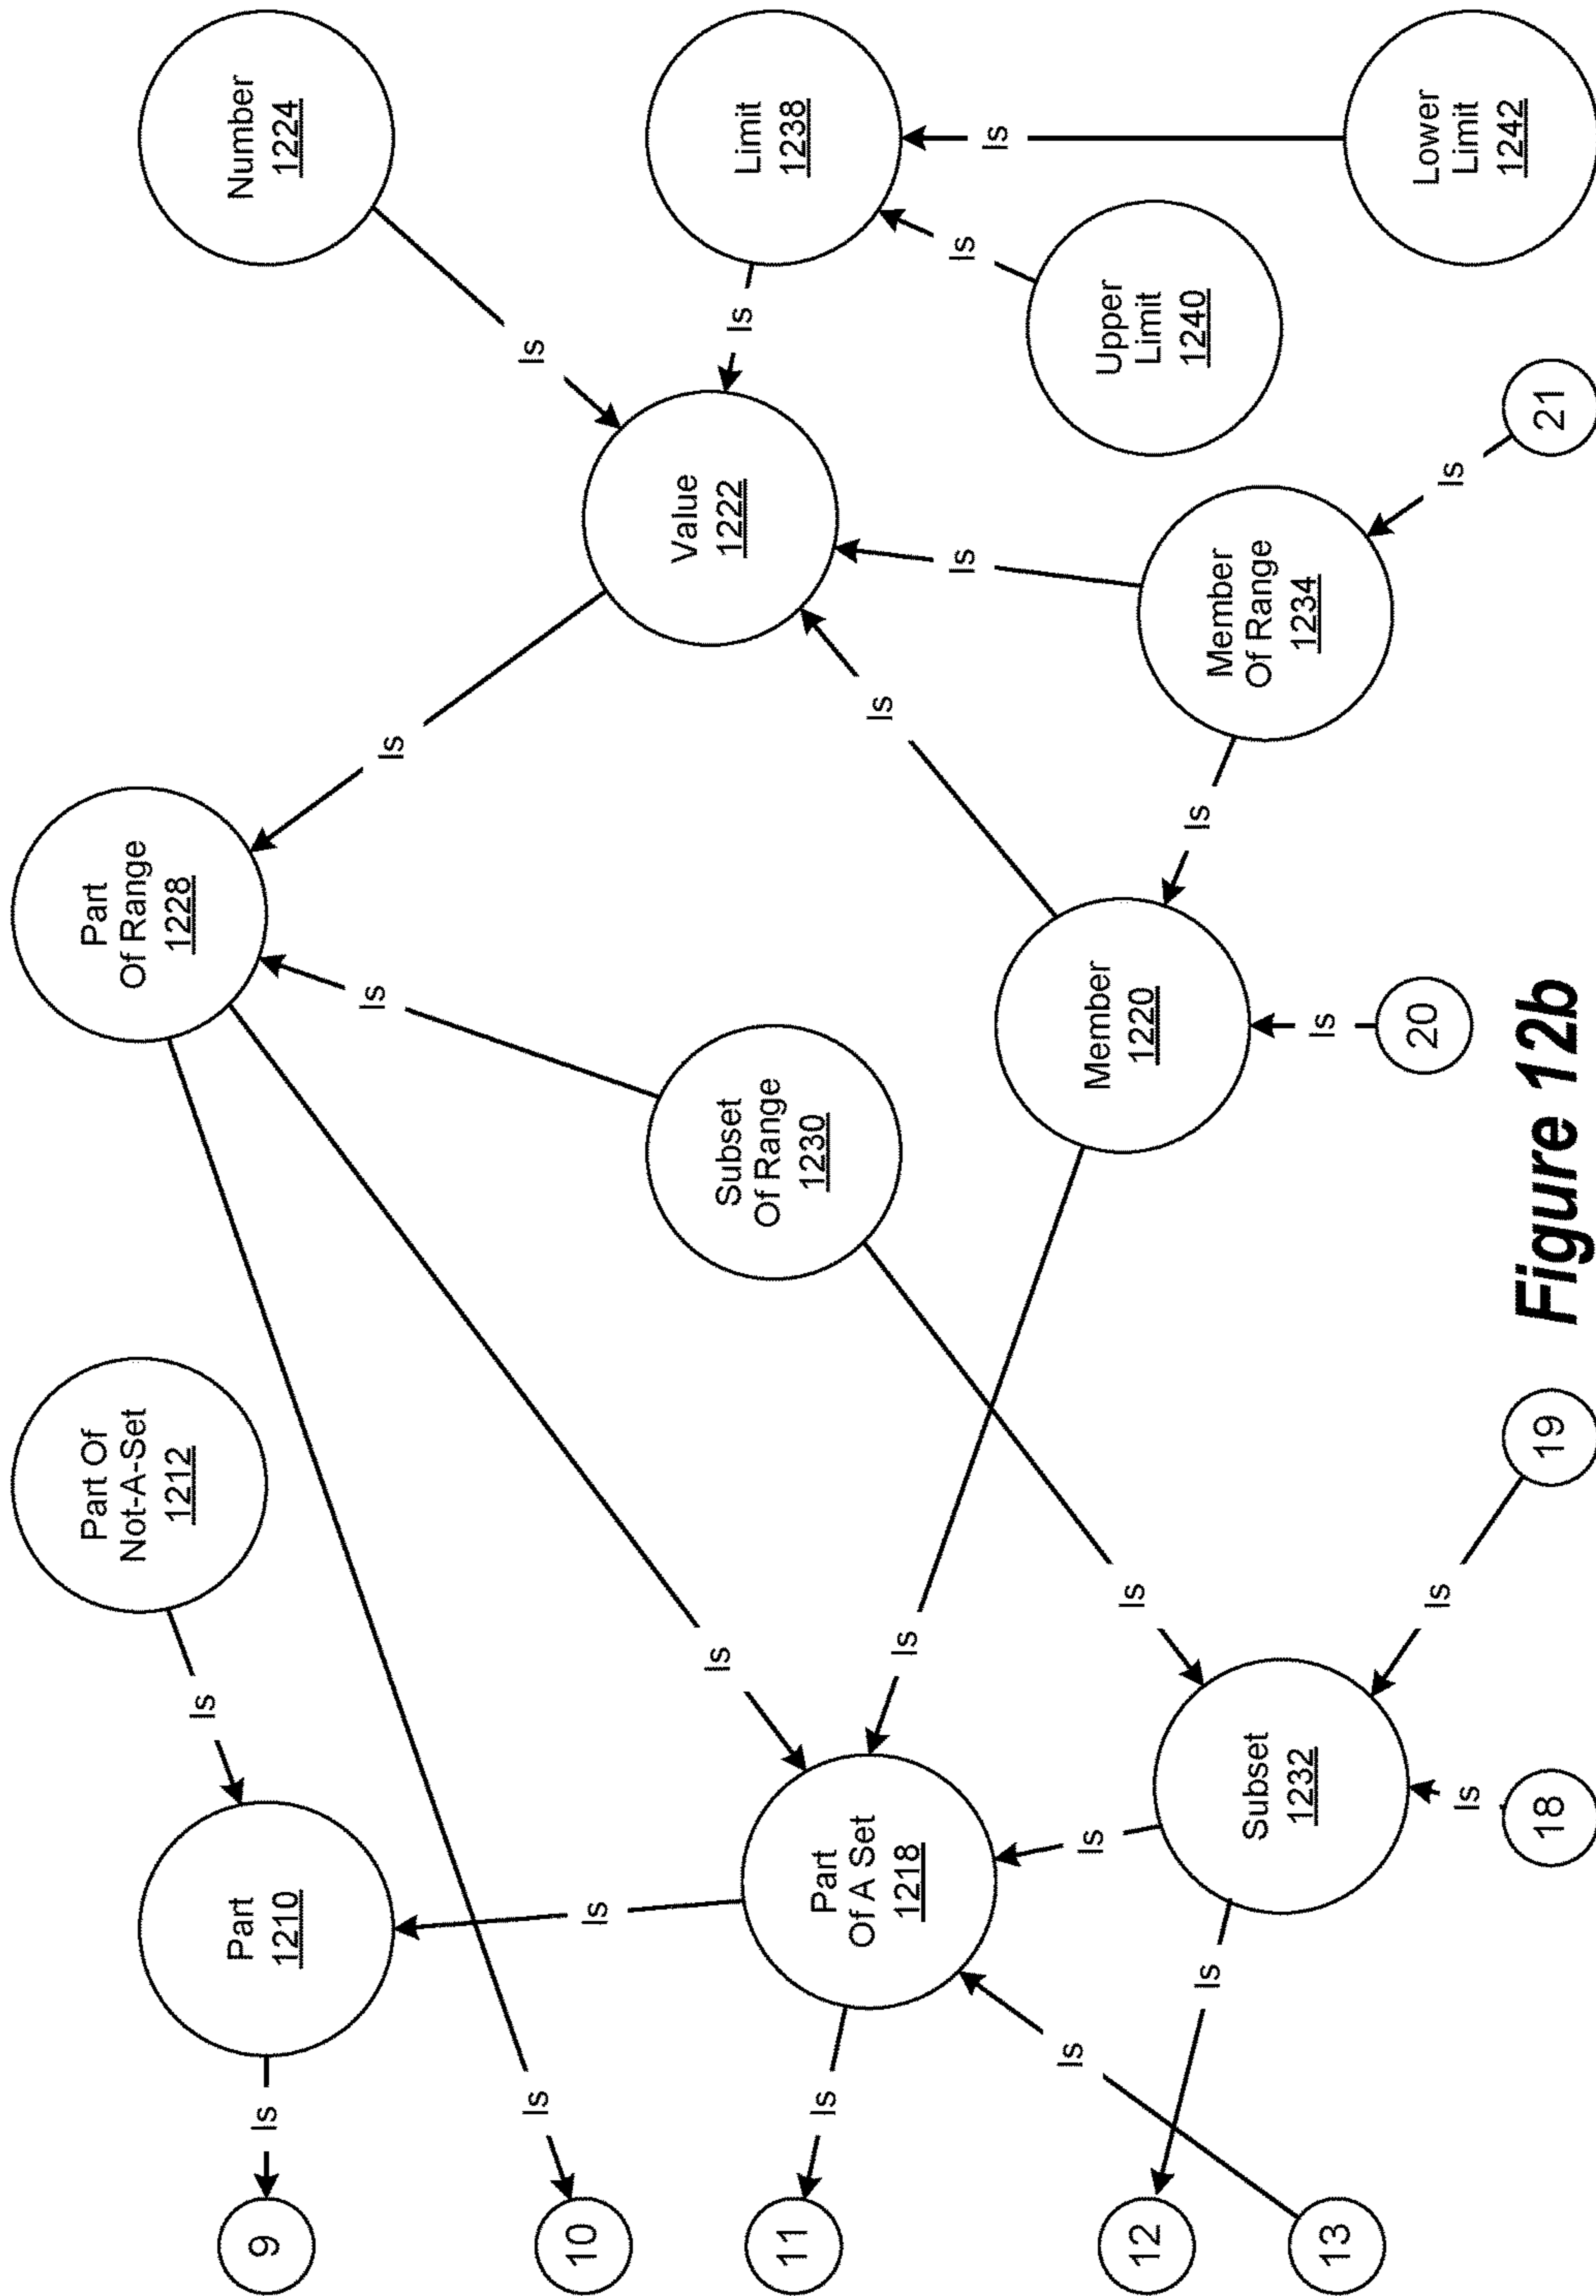 9
10
11
12
13
Is
Is
Is
Is
Is
Part
1210
Is
Part Of
Not-A-Set
1212
Is
Part
Of A Set
1218
Is
Is
Is
Subset
1232
Is
18
Is
19
Is
Subset
Of Range
1230
Is
Part
Of Range
1228
Is
Member
1220
Is
20
Is
Is
Value
1222
Is
Member
Of Range
1234
Is
21
Is
Number
1224
Is
Limit
1238
Is
Upper
Limit
1240
Is
Lower
Limit
1242
Figure 12b